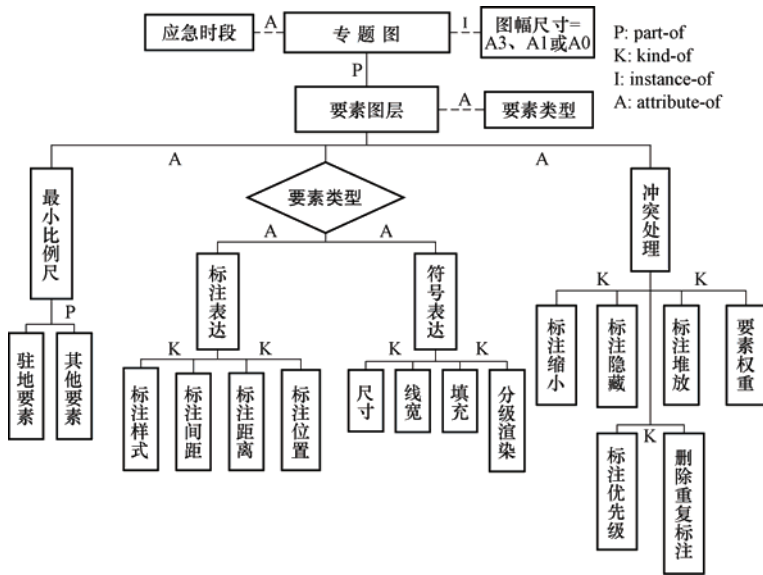 应急时段
A
专题图
I
图幅尺寸=
A3、A1或A0
P: part-of
K: kind-of
I: instance-of
A: attribute-of
P
要素图层
A
要素类型
A
A
最小比例尺
要素类型
冲突处理
A
A
标注表达
符号表达
P
驻地要素
其他要素
K
K
标注样式
标注间距
标注距离
标注位置
K
K
尺寸
线宽
填充
分级渲染
K
K
标注缩小
标注隐藏
标注堆放
要素权重
K
标注优先级
删除重复标注